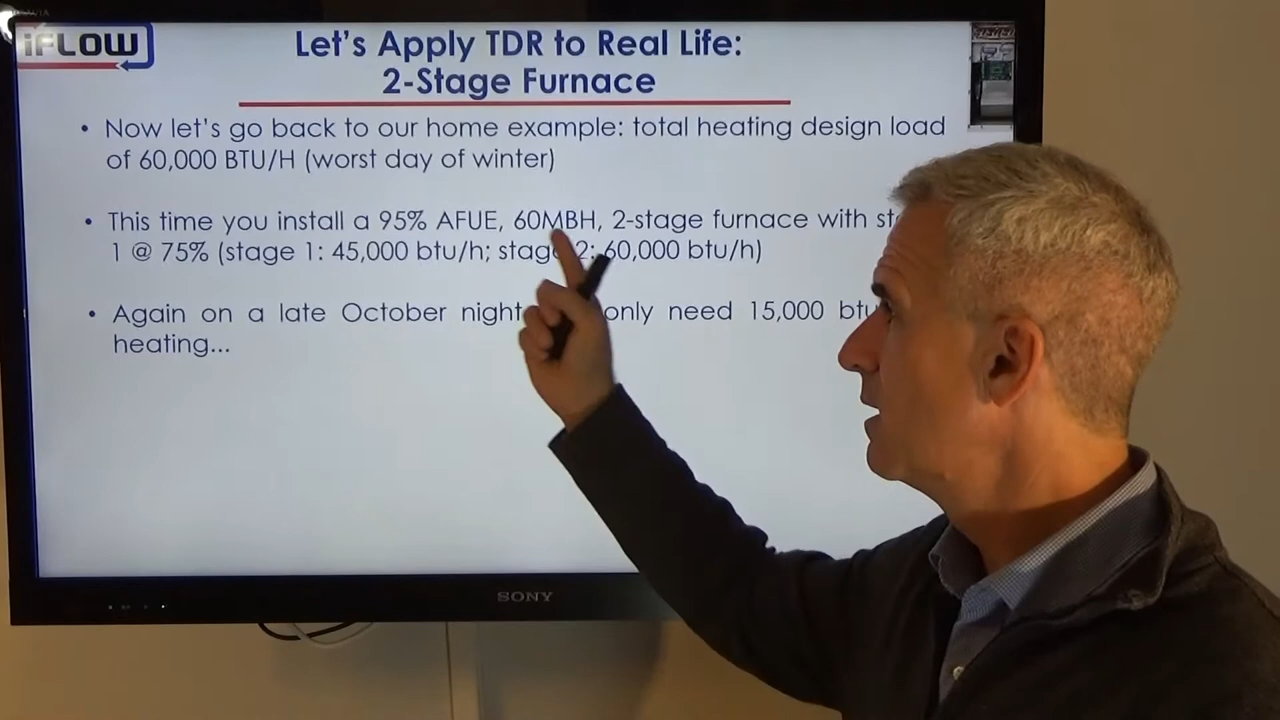 iFLOW
Let's Apply TDR to Real Life:
2-Stage Furnace
• Now let's go back to our home example: total heating design load
of 60,000 BTU/H (worst day of winter)
• This time you install a 95% AFUE, 60MBH, 2-stage furnace with
1 @ 75% (stage 1: 45,000 btu/h; stage 2: 60,000 btu/h)
• Again on a late October night only need 15,000
heating...
SONY